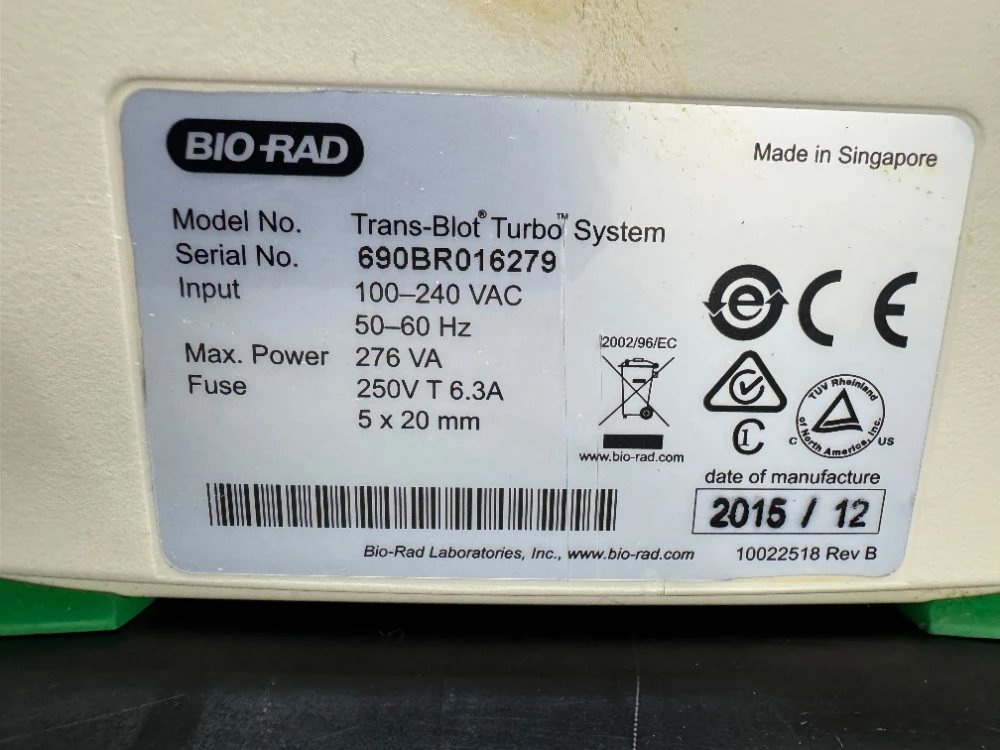 BIO-RAD
Made in Singapore
Model No. Trans-Blot® Turbo™ System
Serial No. 690BR016279
Input 100–240 VAC
50–60 Hz
Max. Power 276 VA
Fuse 250V T 6.3A
5 x 20 mm
2002/96/EC
www.bio-rad.com
TUV Rheinland
of North America, Inc.
C US
date of manufacture
2015 / 12
Bio-Rad Laboratories, Inc., www.bio-rad.com
10022518 Rev B